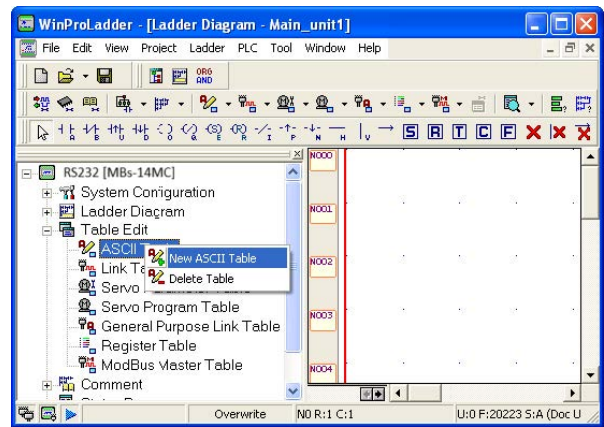 WinProLadder - [Ladder Diagram - Main_unit1]
File Edit View Project Ladder PLC Tool Window Help
ORG
AND
S R T C F
RS232 [MBs-14MC]
System Configuration
Ladder Diagram
Table Edit
ASCII
New ASCII Table
Link T
Delete Table
Servo
Servo Program Table
General Purpose Link Table
Register Table
ModBus Master Table
Comment
N000
N001
N002
N003
N004
Overwrite
N0 R:1 C:1
U:0 F:20223 S:A (Doc U